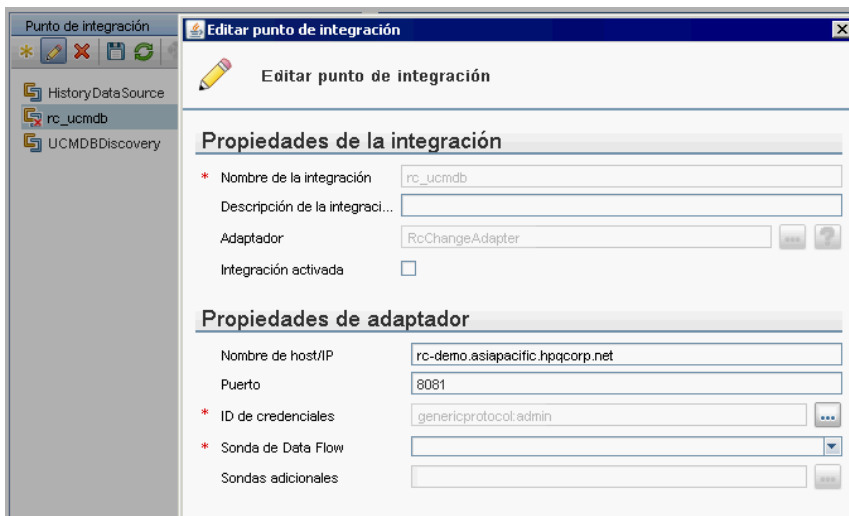 Punto de integración
Editar punto de integración
Editar punto de integración
HistoryDataSource
rc_ucmdb
UCMDBDiscovery
Propiedades de la integración
* Nombre de la integración rc_ucmdb
Descripción de la integraci...
Adaptador RcChangeAdapter ... ?
Integración activada
Propiedades de adaptador
Nombre de host/IP rc-demo.asiapacific.hpqcorp.net
Puerto 8081
* ID de credenciales genericprotocol:admin ...
* Sonda de Data Flow
Sondas adicionales ...